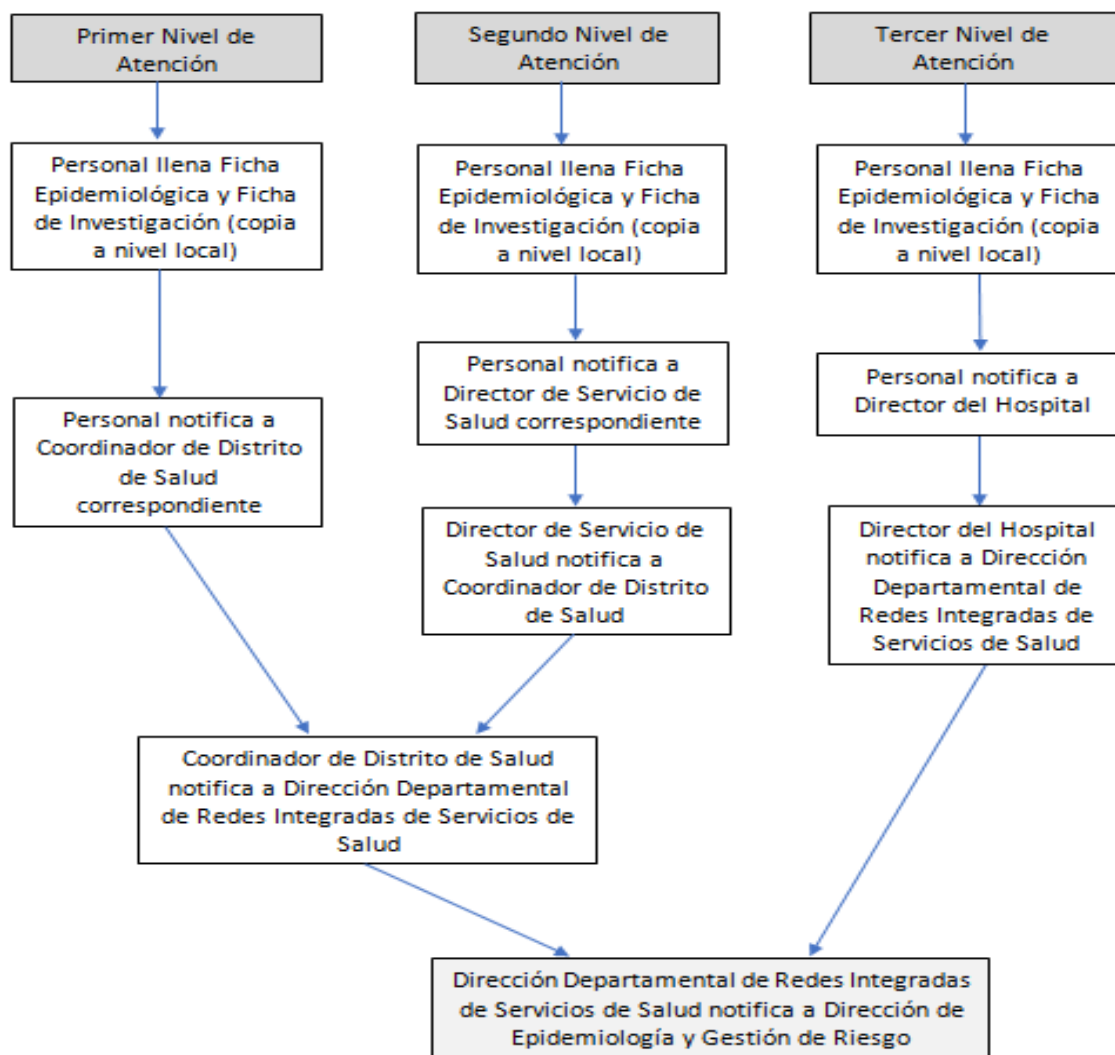 Primer Nivel de
Atención
Segundo Nivel de
Atención
Tercer Nivel de
Atención
Personal llena Ficha
Epidemiológica y Ficha
de Investigación (copia
a nivel local)
Personal llena Ficha
Epidemiológica y Ficha
de Investigación (copia
a nivel local)
Personal llena Ficha
Epidemiológica y Ficha
de Investigación (copia
a nivel local)
Personal notifica a
Coordinador de Distrito
de Salud
correspondiente
Personal notifica a
Director de Servicio de
Salud correspondiente
Personal notifica a
Director del Hospital
Director de Servicio de
Salud notifica a
Coordinador de Distrito
de Salud
Director del Hospital
notifica a Dirección
Departamental de
Redes Integradas de
Servicios de Salud
Coordinador de Distrito de Salud
notifica a Dirección Departamental
de Redes Integradas de Servicios de
Salud
Dirección Departamental de Redes Integradas
de Servicios de Salud notifica a Dirección de
Epidemiología y Gestión de Riesgo